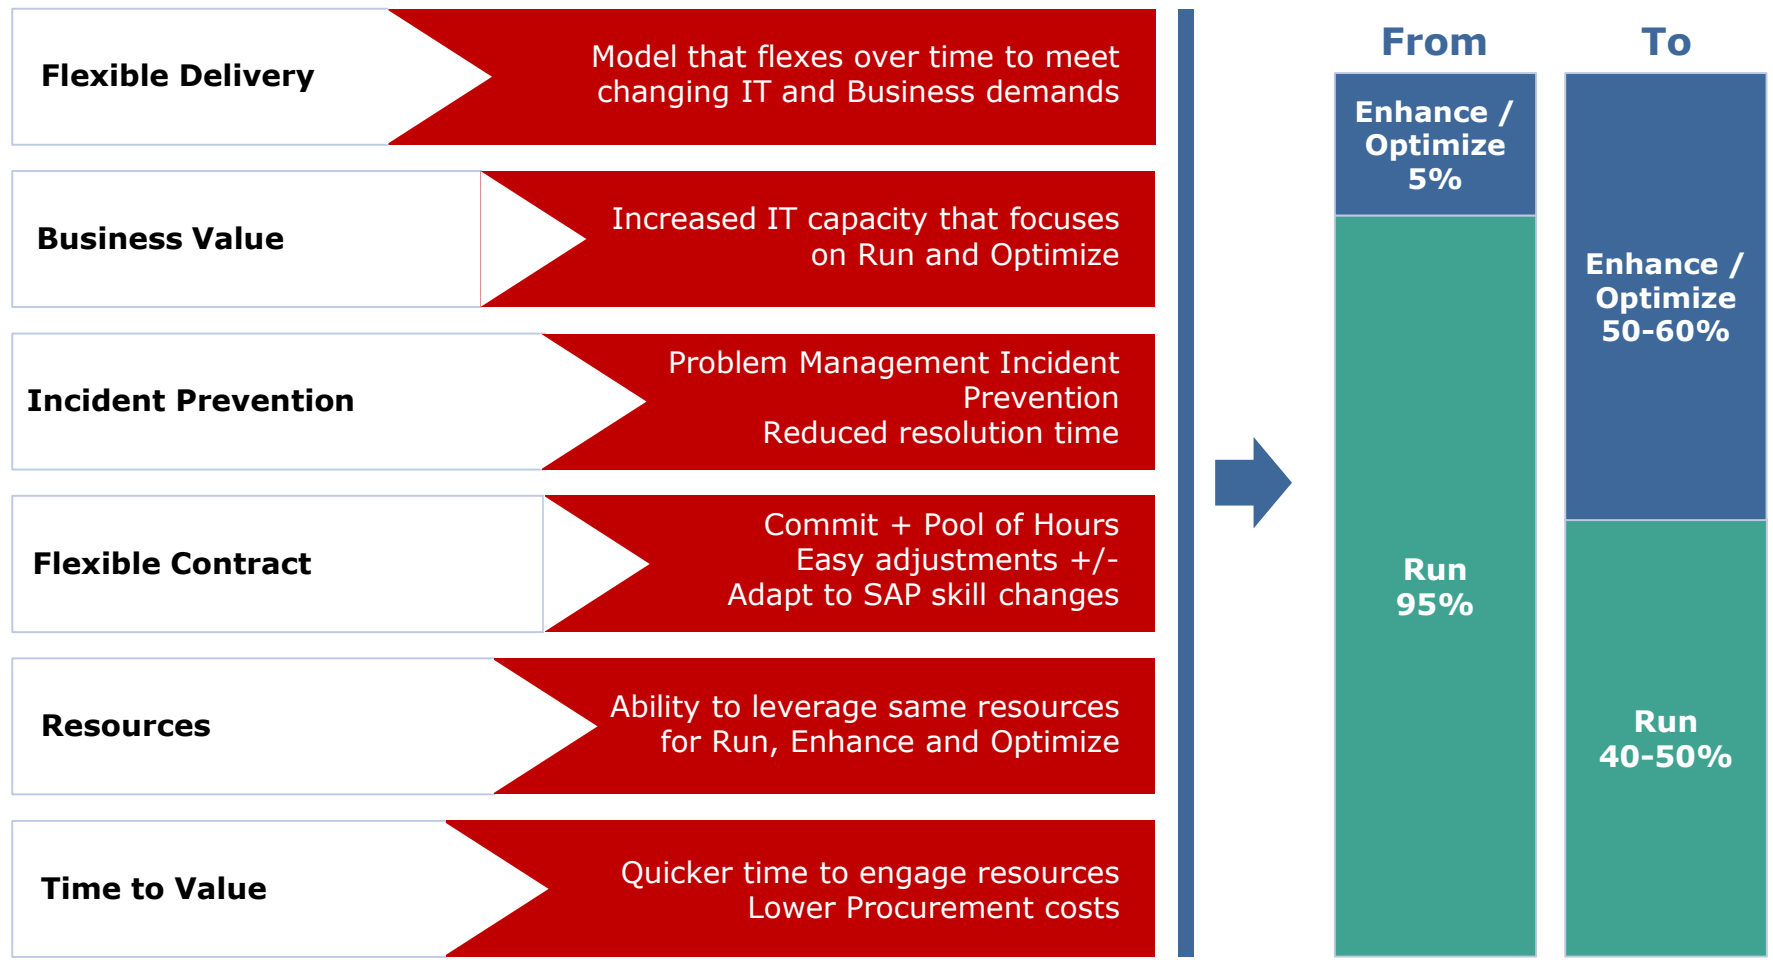 Flexible Delivery
Model that flexes over time to meet
changing IT and Business demands
Business Value
Increased IT capacity that focuses
on Run and Optimize
Incident Prevention
Problem Management Incident
Prevention
Reduced resolution time
Flexible Contract
Commit + Pool of Hours
Easy adjustments +/-
Adapt to SAP skill changes
Resources
Ability to leverage same resources
for Run, Enhance and Optimize
Time to Value
Quicker time to engage resources
Lower Procurement costs
From
Enhance /
Optimize
5%
Run
95%
To
Enhance /
Optimize
50-60%
Run
40-50%